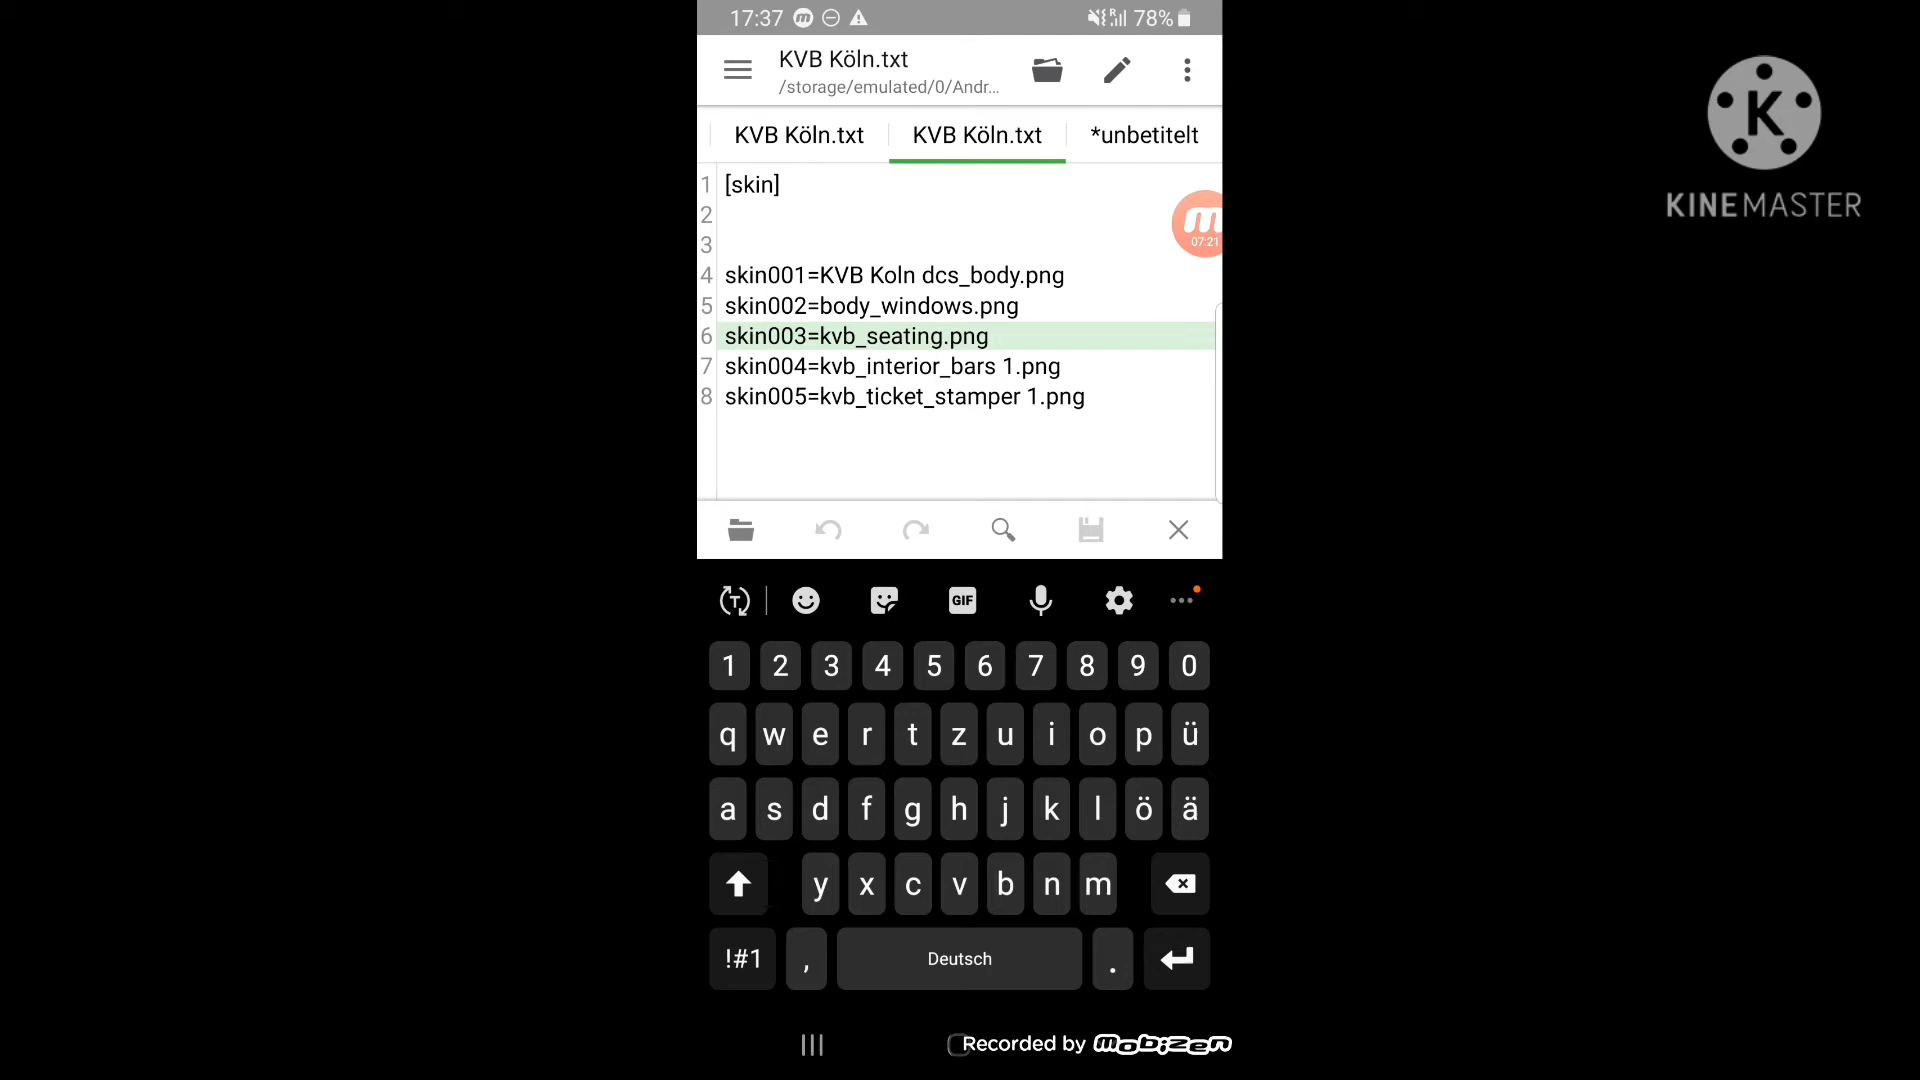 17:37 m 78%
KVB Köln.txt
/storage/emulated/0/Andr...
KVB Köln.txt KVB Köln.txt *unbetitelt
1 [skin]
2
3
4 skin001=KVB Koln dcs_body.png
5 skin002=body_windows.png
6 skin003=kvb_seating.png
7 skin004=kvb_interior_bars 1.png
8 skin005=kvb_ticket_stamper 1.png
m
07:21
K
KINEMASTER
T GIF
1 2 3 4 5 6 7 8 9 0
q w e r t z u i o p ü
a s d f g h j k l ö ä
y x c v b n m
!#1 , Deutsch .
Recorded by mobizen